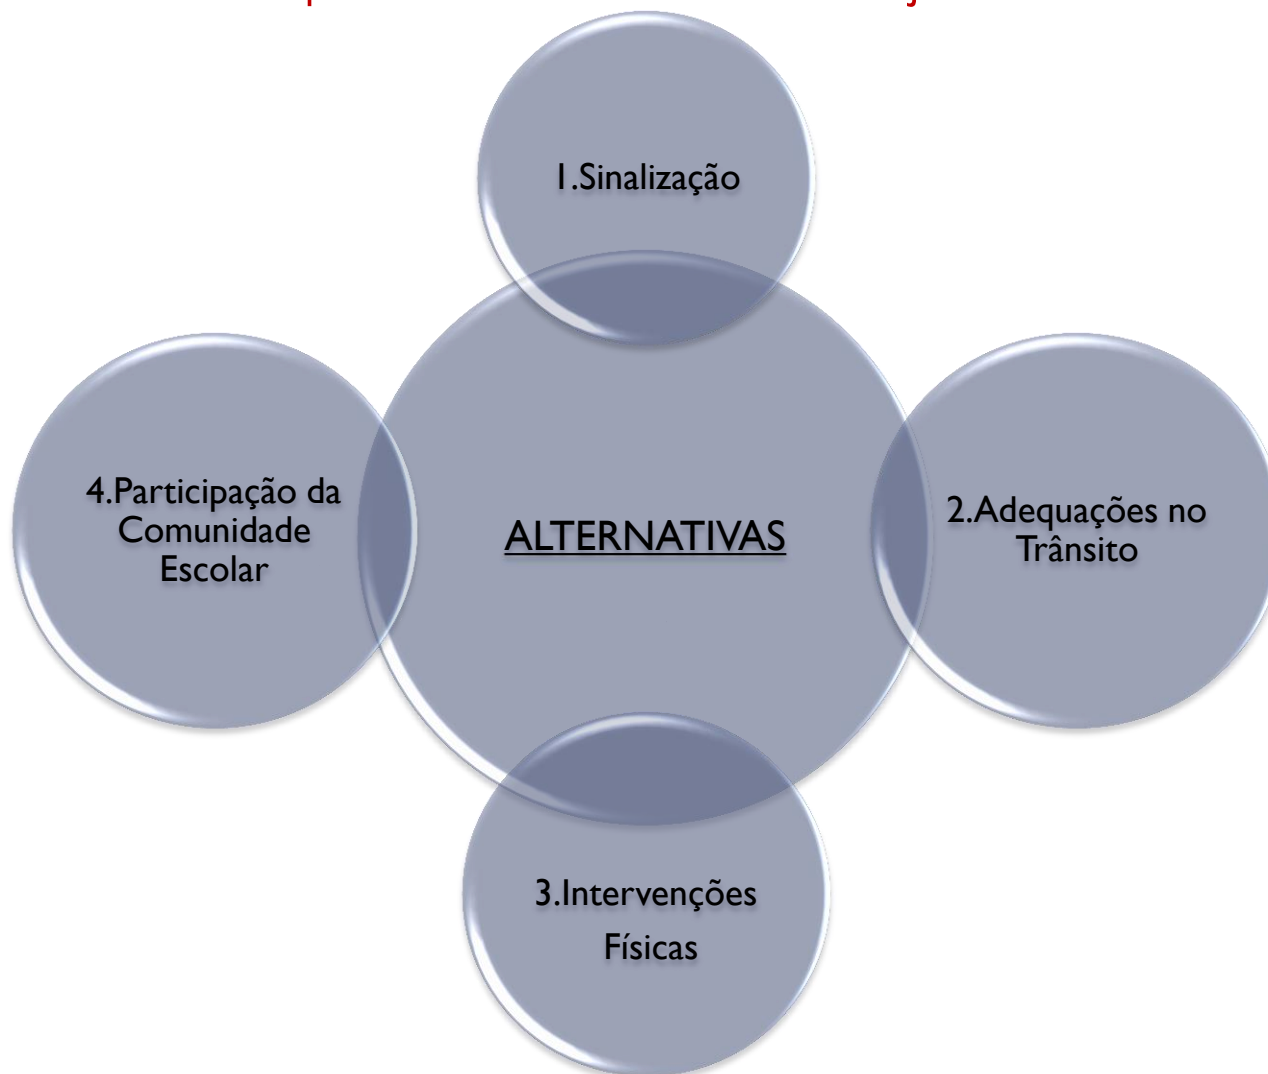 1.Sinalização
4.Participação da
Comunidade
Escolar
ALTERNATIVAS
2.Adequações no
Trânsito
3.Intervenções
Físicas